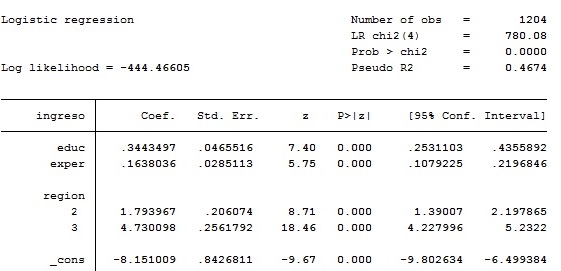 Logistic regression Number of obs = 1204
LR chi2(4) = 780.08
Prob > chi2 = 0.0000
Log likelihood = -444.46605 Pseudo R2 = 0.4674
ingreso Coef. Std. Err. z P>|z| [95% Conf. Interval]
educ .3443497 .0465516 7.40 0.000 .2531103 .4355892
exper .1638036 .0285113 5.75 0.000 .1079225 .2196846
region
2 1.793967 .206074 8.71 0.000 1.39007 2.197865
3 4.730098 .2561792 18.46 0.000 4.227996 5.2322
_cons -8.151009 .8426811 -9.67 0.000 -9.802634 -6.499384